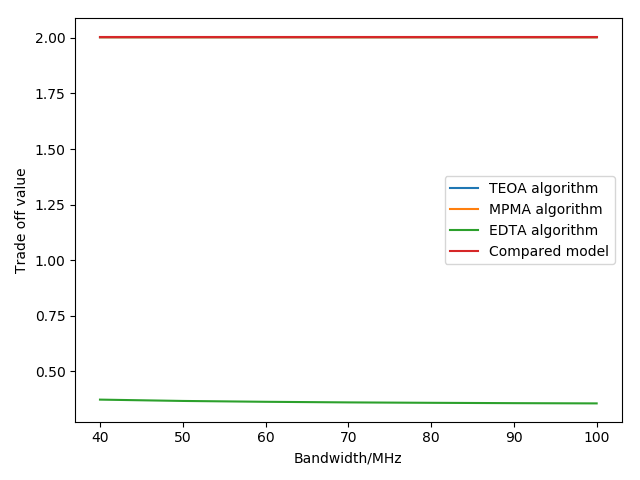 2.00
1.75
1.50
1.25
1.00
0.75
0.50
Trade off value
TEOA algorithm
MPMA algorithm
EDTA algorithm
Compared model
40 50 60 70 80 90 100
Bandwidth/MHz